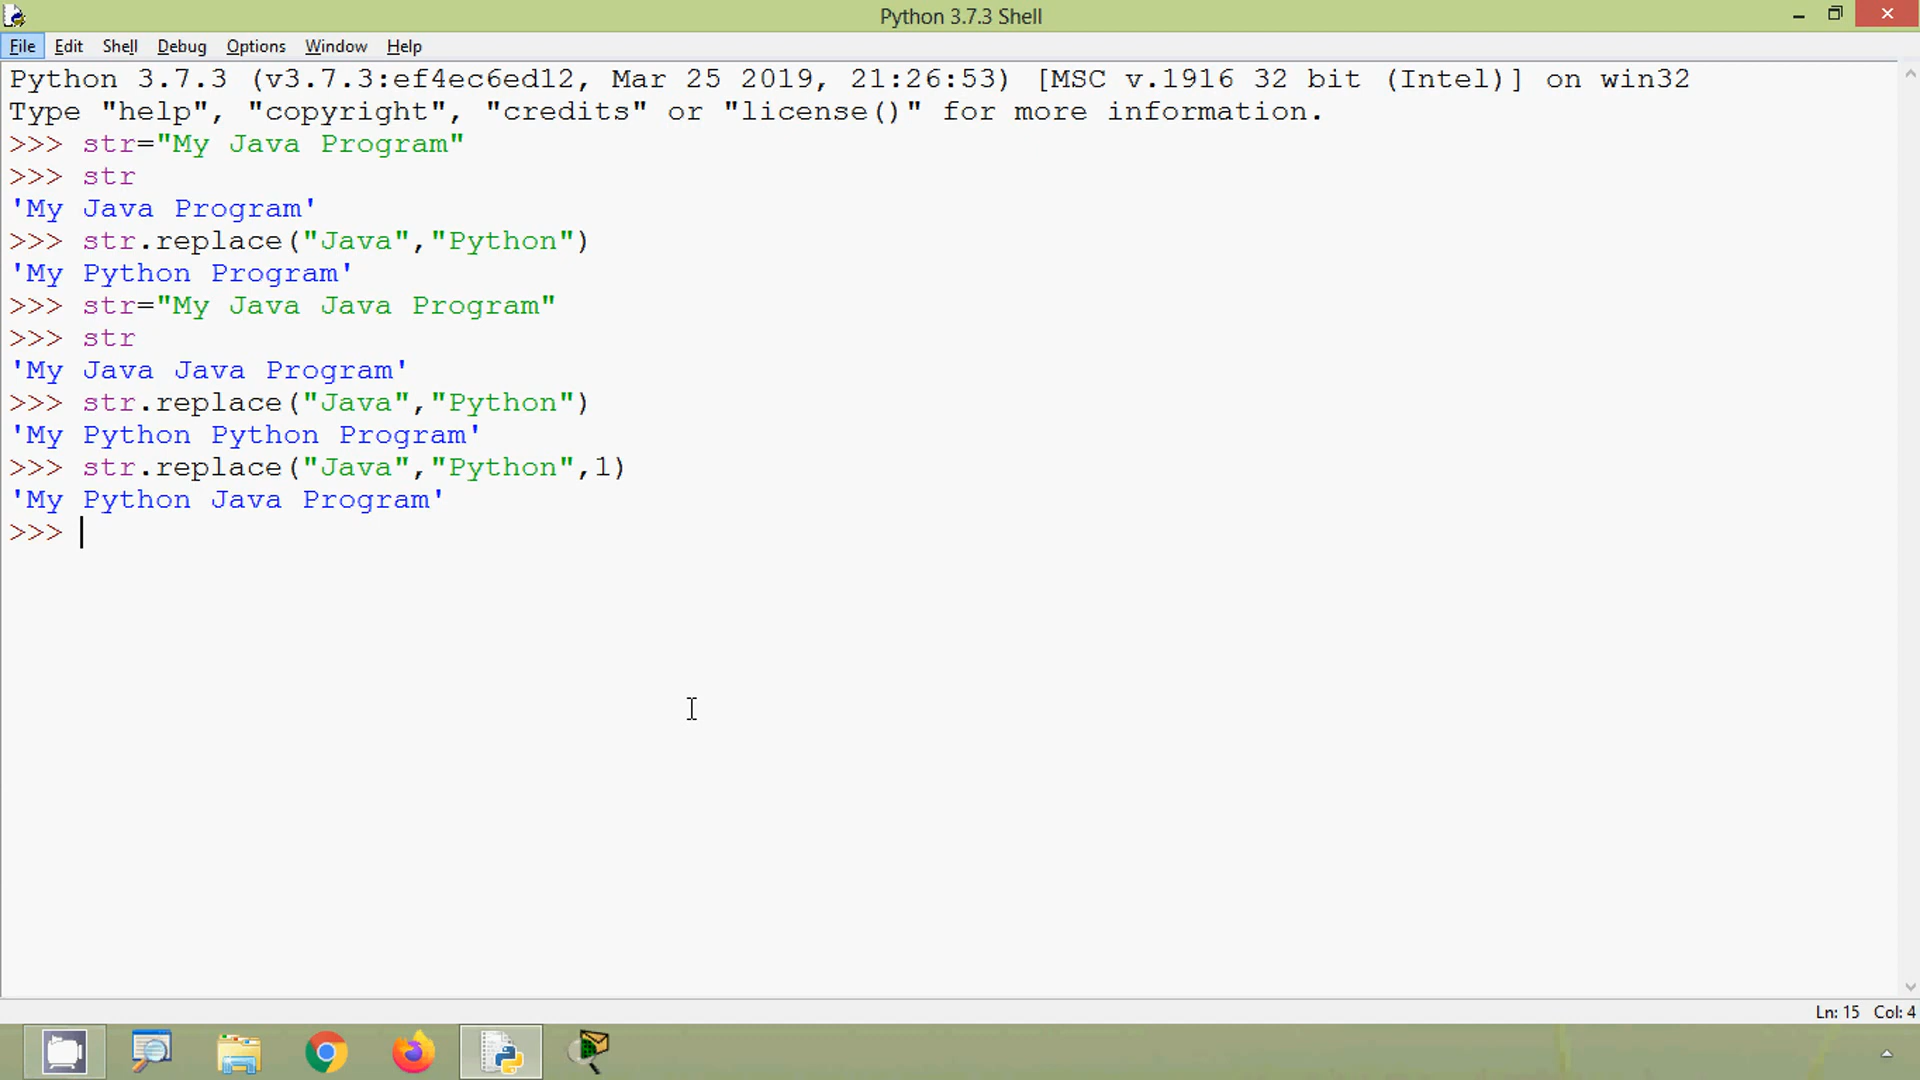 Python 3.7.3 Shell
File Edit Shell Debug Options Window Help
Python 3.7.3 (v3.7.3:ef4ec6ed12, Mar 25 2019, 21:26:53) [MSC v.1916 32 bit (Intel)] on win32
Type "help", "copyright", "credits" or "license()" for more information.
>>> str="My Java Program"
>>> str
'My Java Program'
>>> str.replace("Java","Python")
'My Python Program'
>>> str="My Java Java Program"
>>> str
'My Java Java Program'
>>> str.replace("Java","Python")
'My Python Python Program'
>>> str.replace("Java","Python",1)
'My Python Java Program'
>>>
Ln: 15 Col: 4